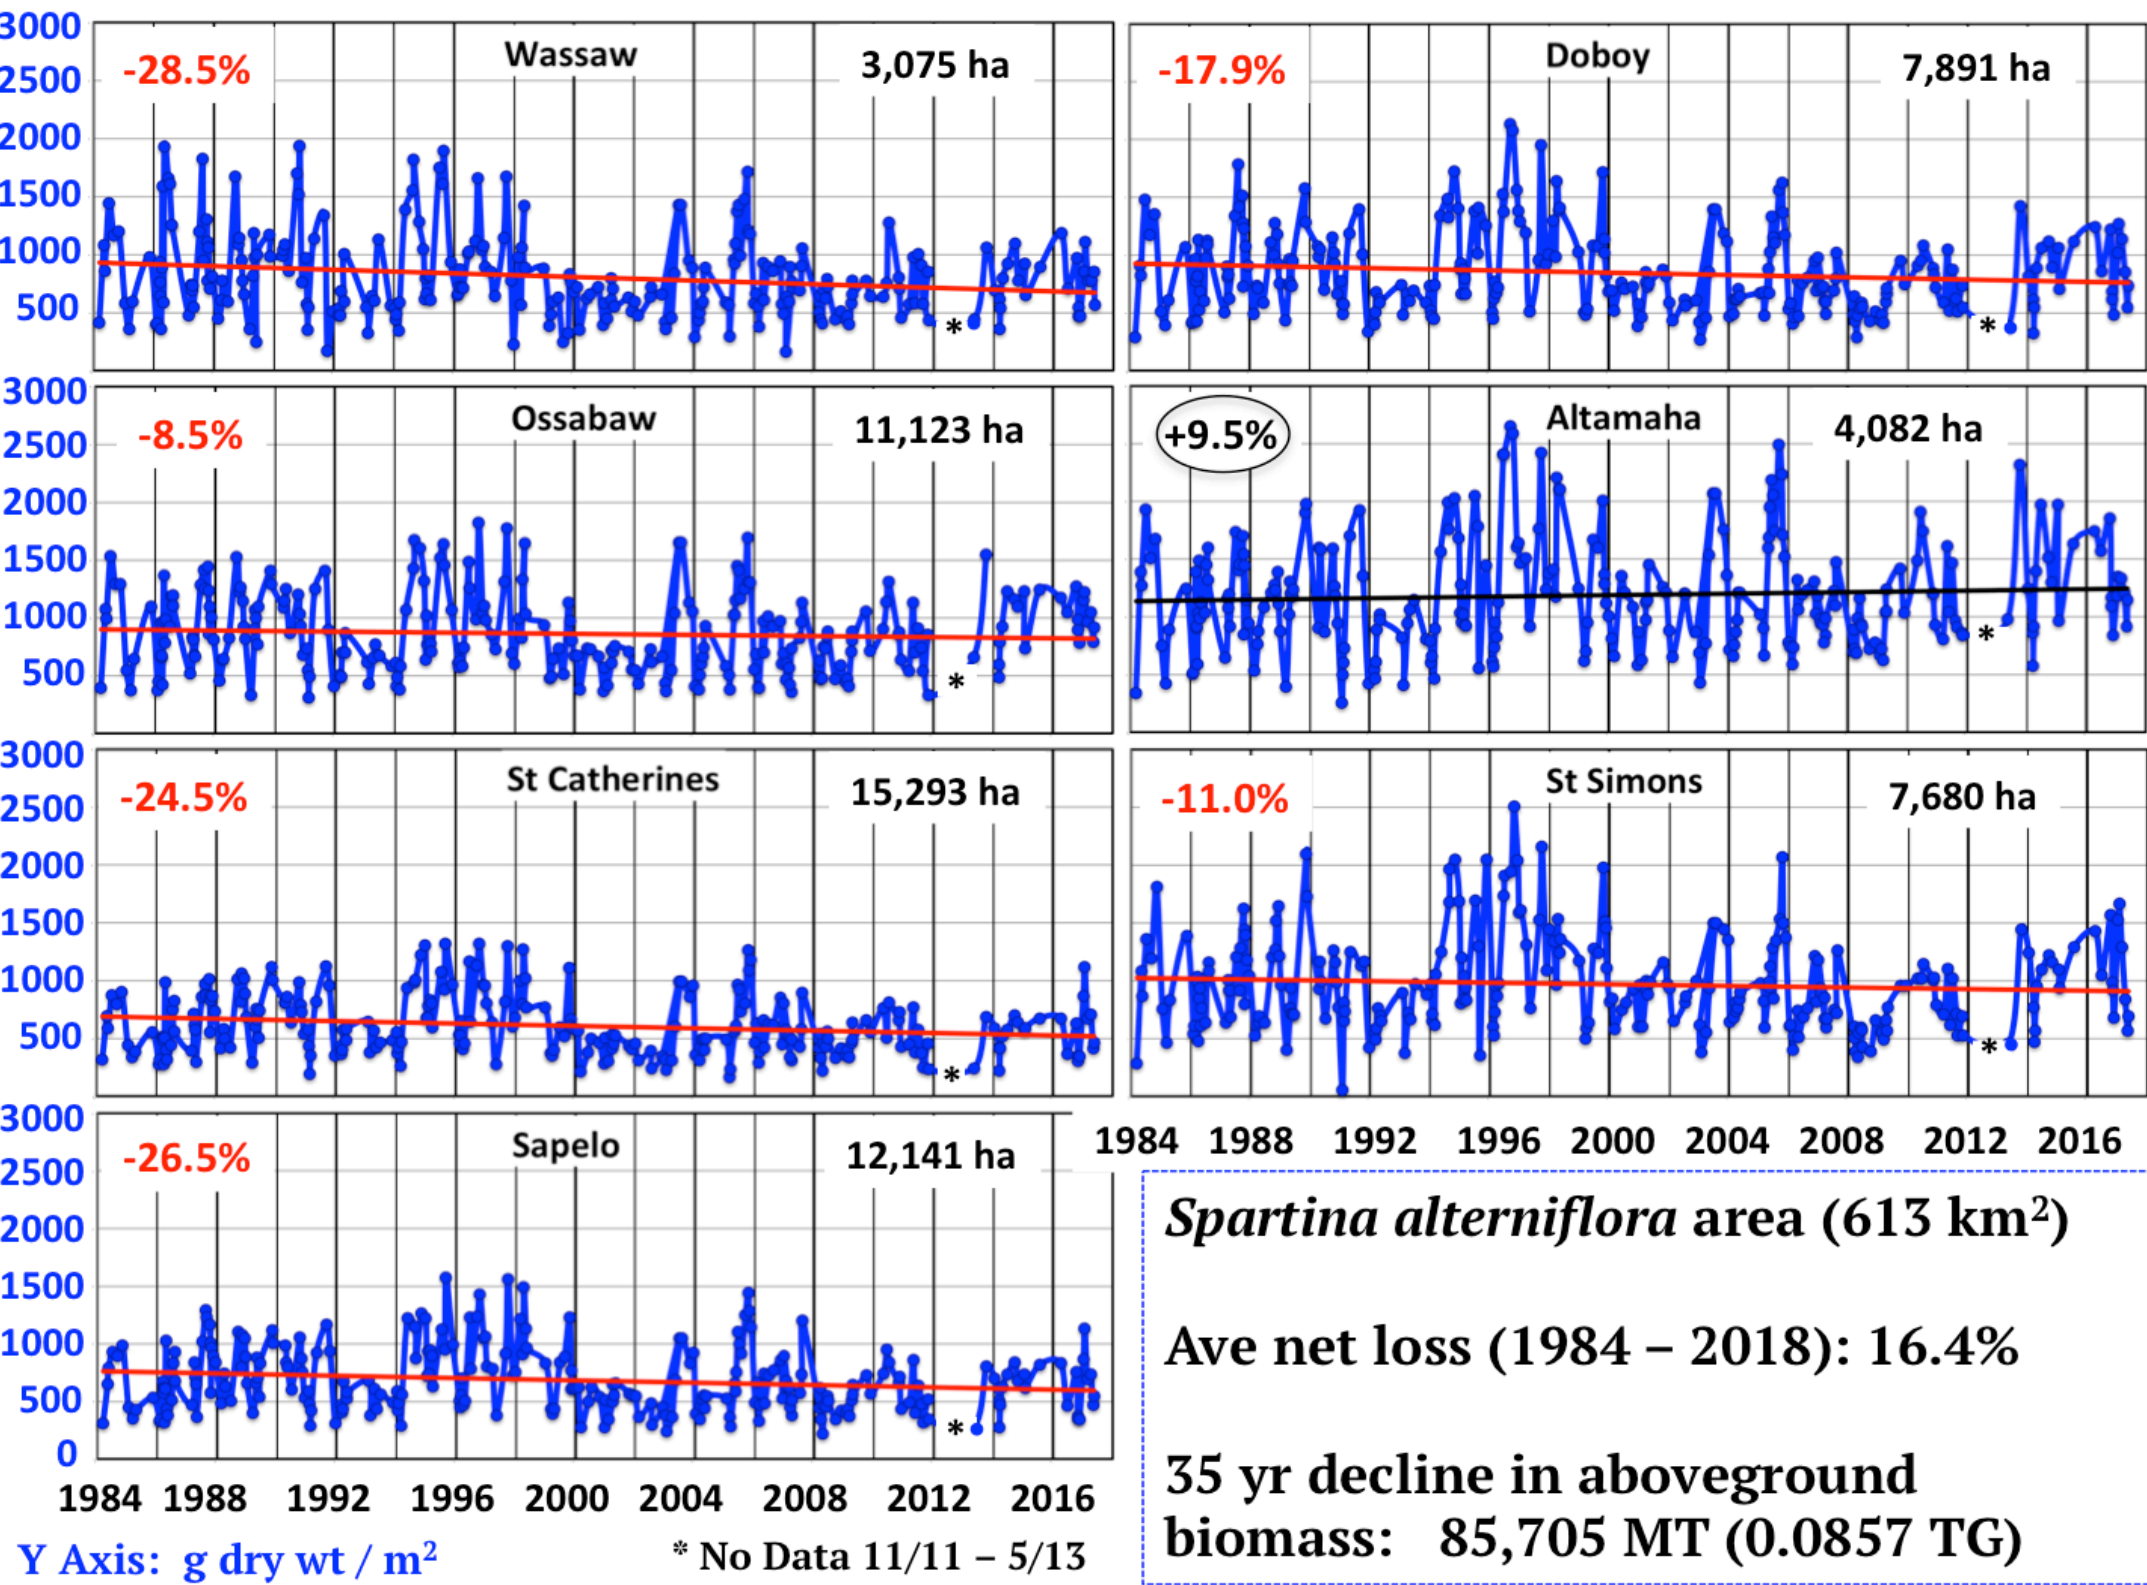 3000
2500
2000
1500
1000
500
-28.5%
Wassaw
3,075 ha
*
-17.9%
Doboy
7,891 ha
*
3000
2500
2000
1500
1000
500
-8.5%
Ossabaw
11,123 ha
*
+9.5%
Altamaha
4,082 ha
*
3000
2500
2000
1500
1000
500
-24.5%
St Catherines
15,293 ha
*
-11.0%
St Simons
7,680 ha
*
1984 1988 1992 1996 2000 2004 2008 2012 2016
3000
2500
2000
1500
1000
500
0
-26.5%
Sapelo
12,141 ha
*
1984 1988 1992 1996 2000 2004 2008 2012 2016
Y Axis: g dry wt / m²
* No Data 11/11 – 5/13
Spartina alterniflora area (613 km²)
Ave net loss (1984 – 2018): 16.4%
35 yr decline in aboveground
biomass: 85,705 MT (0.0857 TG)